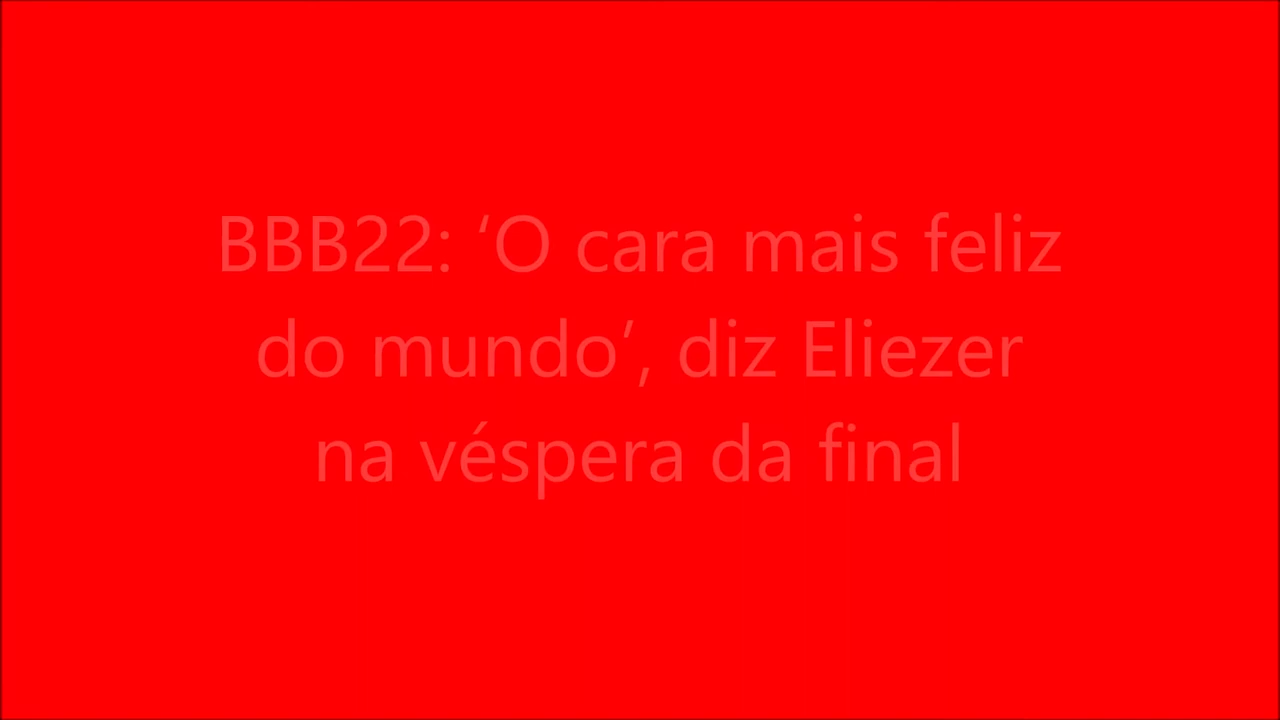 BBB22: ‘O cara mais feliz
do mundo’, diz Eliezer
na véspera da final